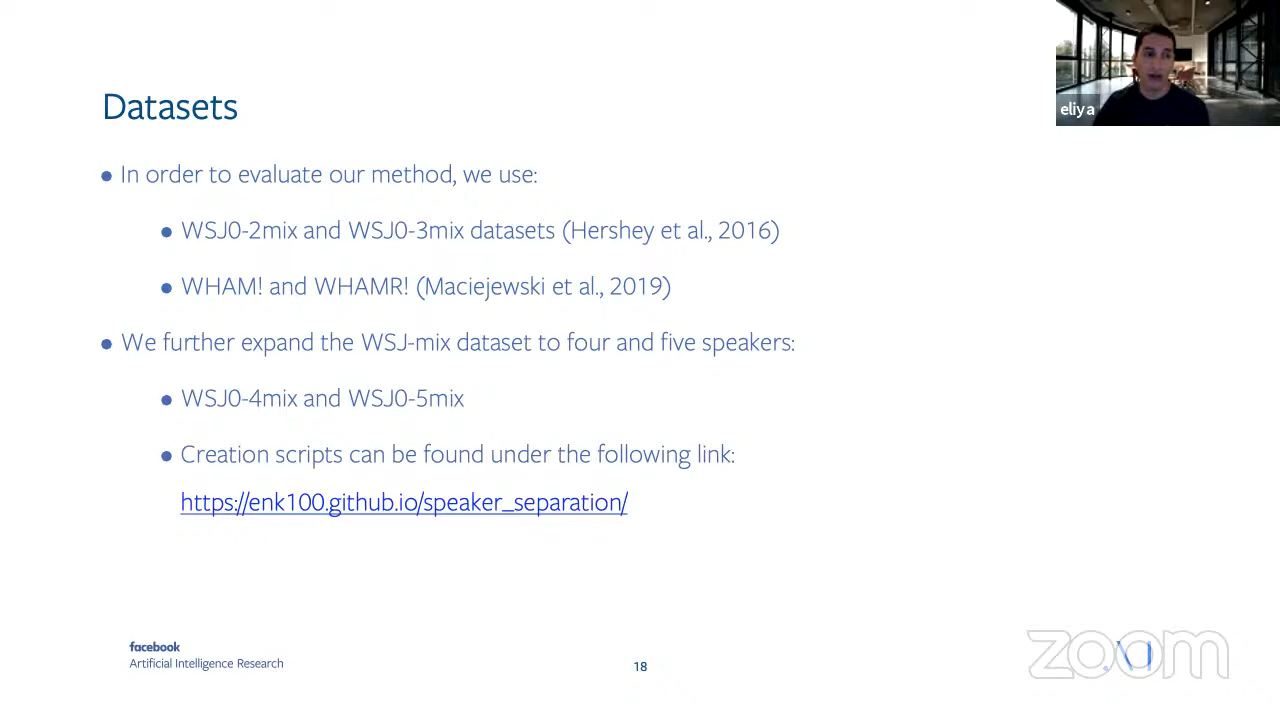 eliya
Datasets
• In order to evaluate our method, we use:
• WSJ0-2mix and WSJ0-3mix datasets (Hershey et al., 2016)
• WHAM! and WHAMR! (Maciejewski et al., 2019)
• We further expand the WSJ-mix dataset to four and five speakers:
• WSJ0-4mix and WSJ0-5mix
• Creation scripts can be found under the following link:
https://enk100.github.io/speaker_separation/
facebook
Artificial Intelligence Research
18
zoom